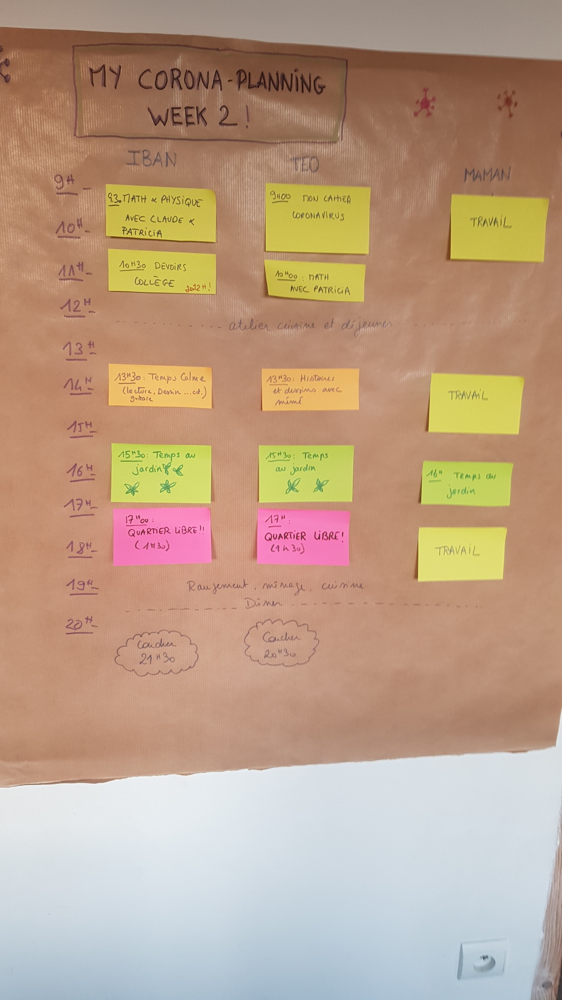 MY CORONA-PLANNING
WEEK 2 !
IBAN
TEO
MAMAN
9H
10H
11H
12H
13H
14H
15H
16H
17H
18H
19H
20H
9.30 MATH & PHYSIQUE
AVEC CLAUDE &
PATRICIA
9H00 MON CAHIER
CORONAVIRUS
TRAVAIL
10H30 DEVOIRS
COLLÈGE
12H!
10H00 : MATH
AVEC PATRICIA
atelier cuisine et déjeuner
13H30: Temps Calme
(lecture, Dessin ... ect.)
guitare
13H30: Histoires
et dessins avec
mimé
TRAVAIL
15H30: Temps au
jardin
15H30: Temps
au jardin
16H Temps au
jardin
17H00 :
QUARTIER LIBRE!!
(1H30)
17H :
QUARTIER LIBRE!
(1h30)
TRAVAIL
Rangement, ménage, cuisine
Dîner
Coucher
21H30
Coucher
20H30